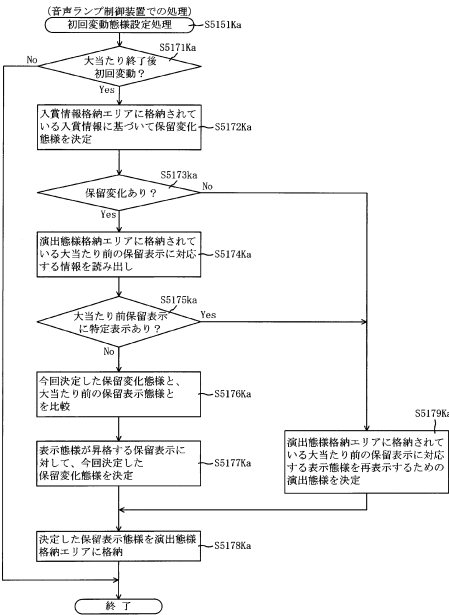 (音声ランプ制御装置での処理)
初回変動態様設定処理
S5151Ka
S5171Ka
No
大当たり終了後
初回変動?
Yes
入賞情報格納エリアに格納されて
いる入賞情報に基づいて保留変化
態様を決定
S5172Ka
S5173ka
保留変化あり?
No
Yes
演出態様格納エリアに格納されて
いる大当たり前の保留表示に対応
する情報を読み出し
S5174Ka
S5175ka
大当たり前保留表示
に特定表示あり?
Yes
No
今回決定した保留変化態様と、
大当たり前の保留表示態様と
を比較
S5176Ka
S5179Ka
表示態様が昇格する保留表示に
対して、今回決定した
保留変化態様を決定
S5177Ka
演出態様格納エリアに格納されて
いる大当たり前の保留表示に対応
する表示態様を再表示するための
演出態様を決定
決定した保留表示態様を演出態様
格納エリアに格納
S5178Ka
終 了